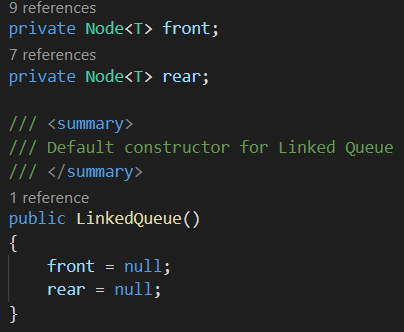 9 references
private Node<T> front;
7 references
private Node<T> rear;
/// <summary>
/// Default constructor for Linked Queue
/// </summary>
1 reference
public LinkedQueue()
{
front = null;
rear = null;
}